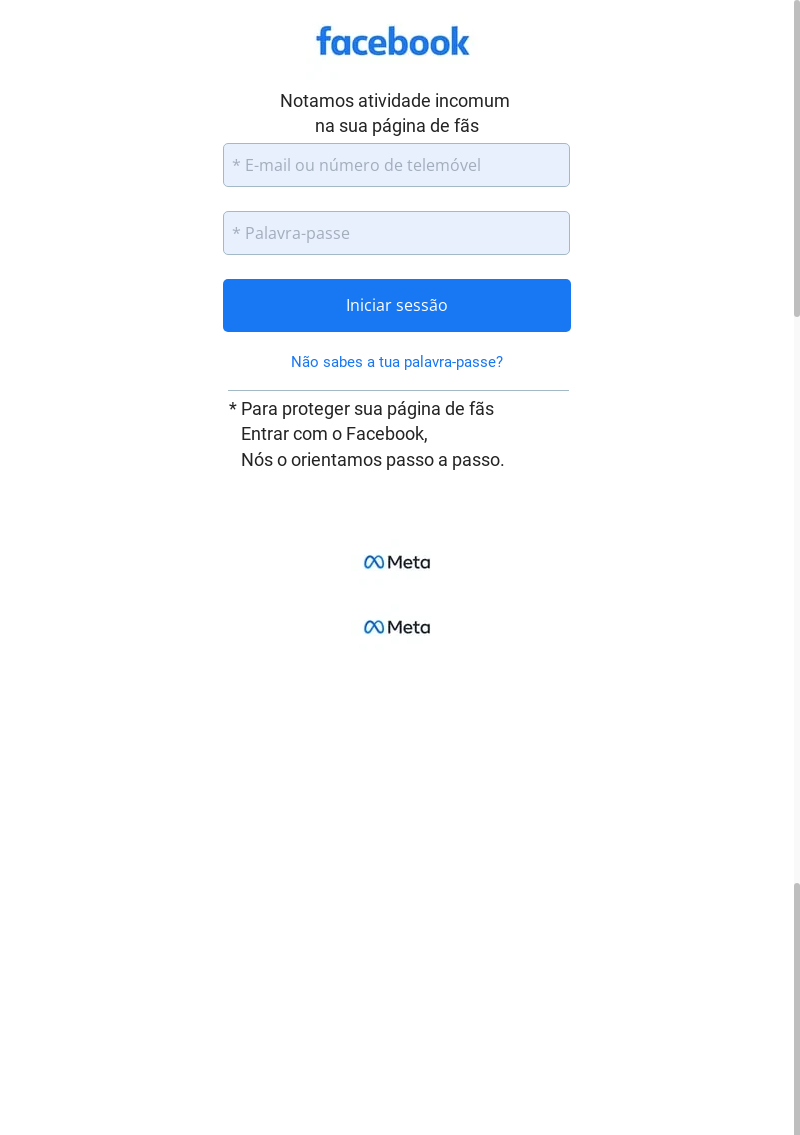 facebook
Notamos atividade incomum
na sua página de fãs
* E-mail ou número de telemóvel
* Palavra-passe
Iniciar sessão
Não sabes a tua palavra-passe?
* Para proteger sua página de fãs
Entrar com o Facebook,
Nós o orientamos passo a passo.
Meta
Meta